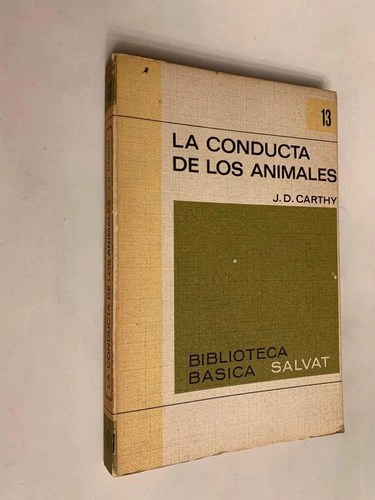 13
LA CONDUCTA
DE LOS ANIMALES
J. D. CARTHY
BIBLIOTECA
BASICA SALVAT
LA CONDUCTA DE LOS ANIMALES